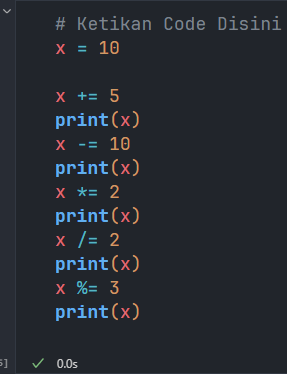 # Ketikan Code Disini
x = 10
x += 5
print(x)
x -= 10
print(x)
x *= 2
print(x)
x /= 2
print(x)
x %= 3
print(x)
]
0.0s